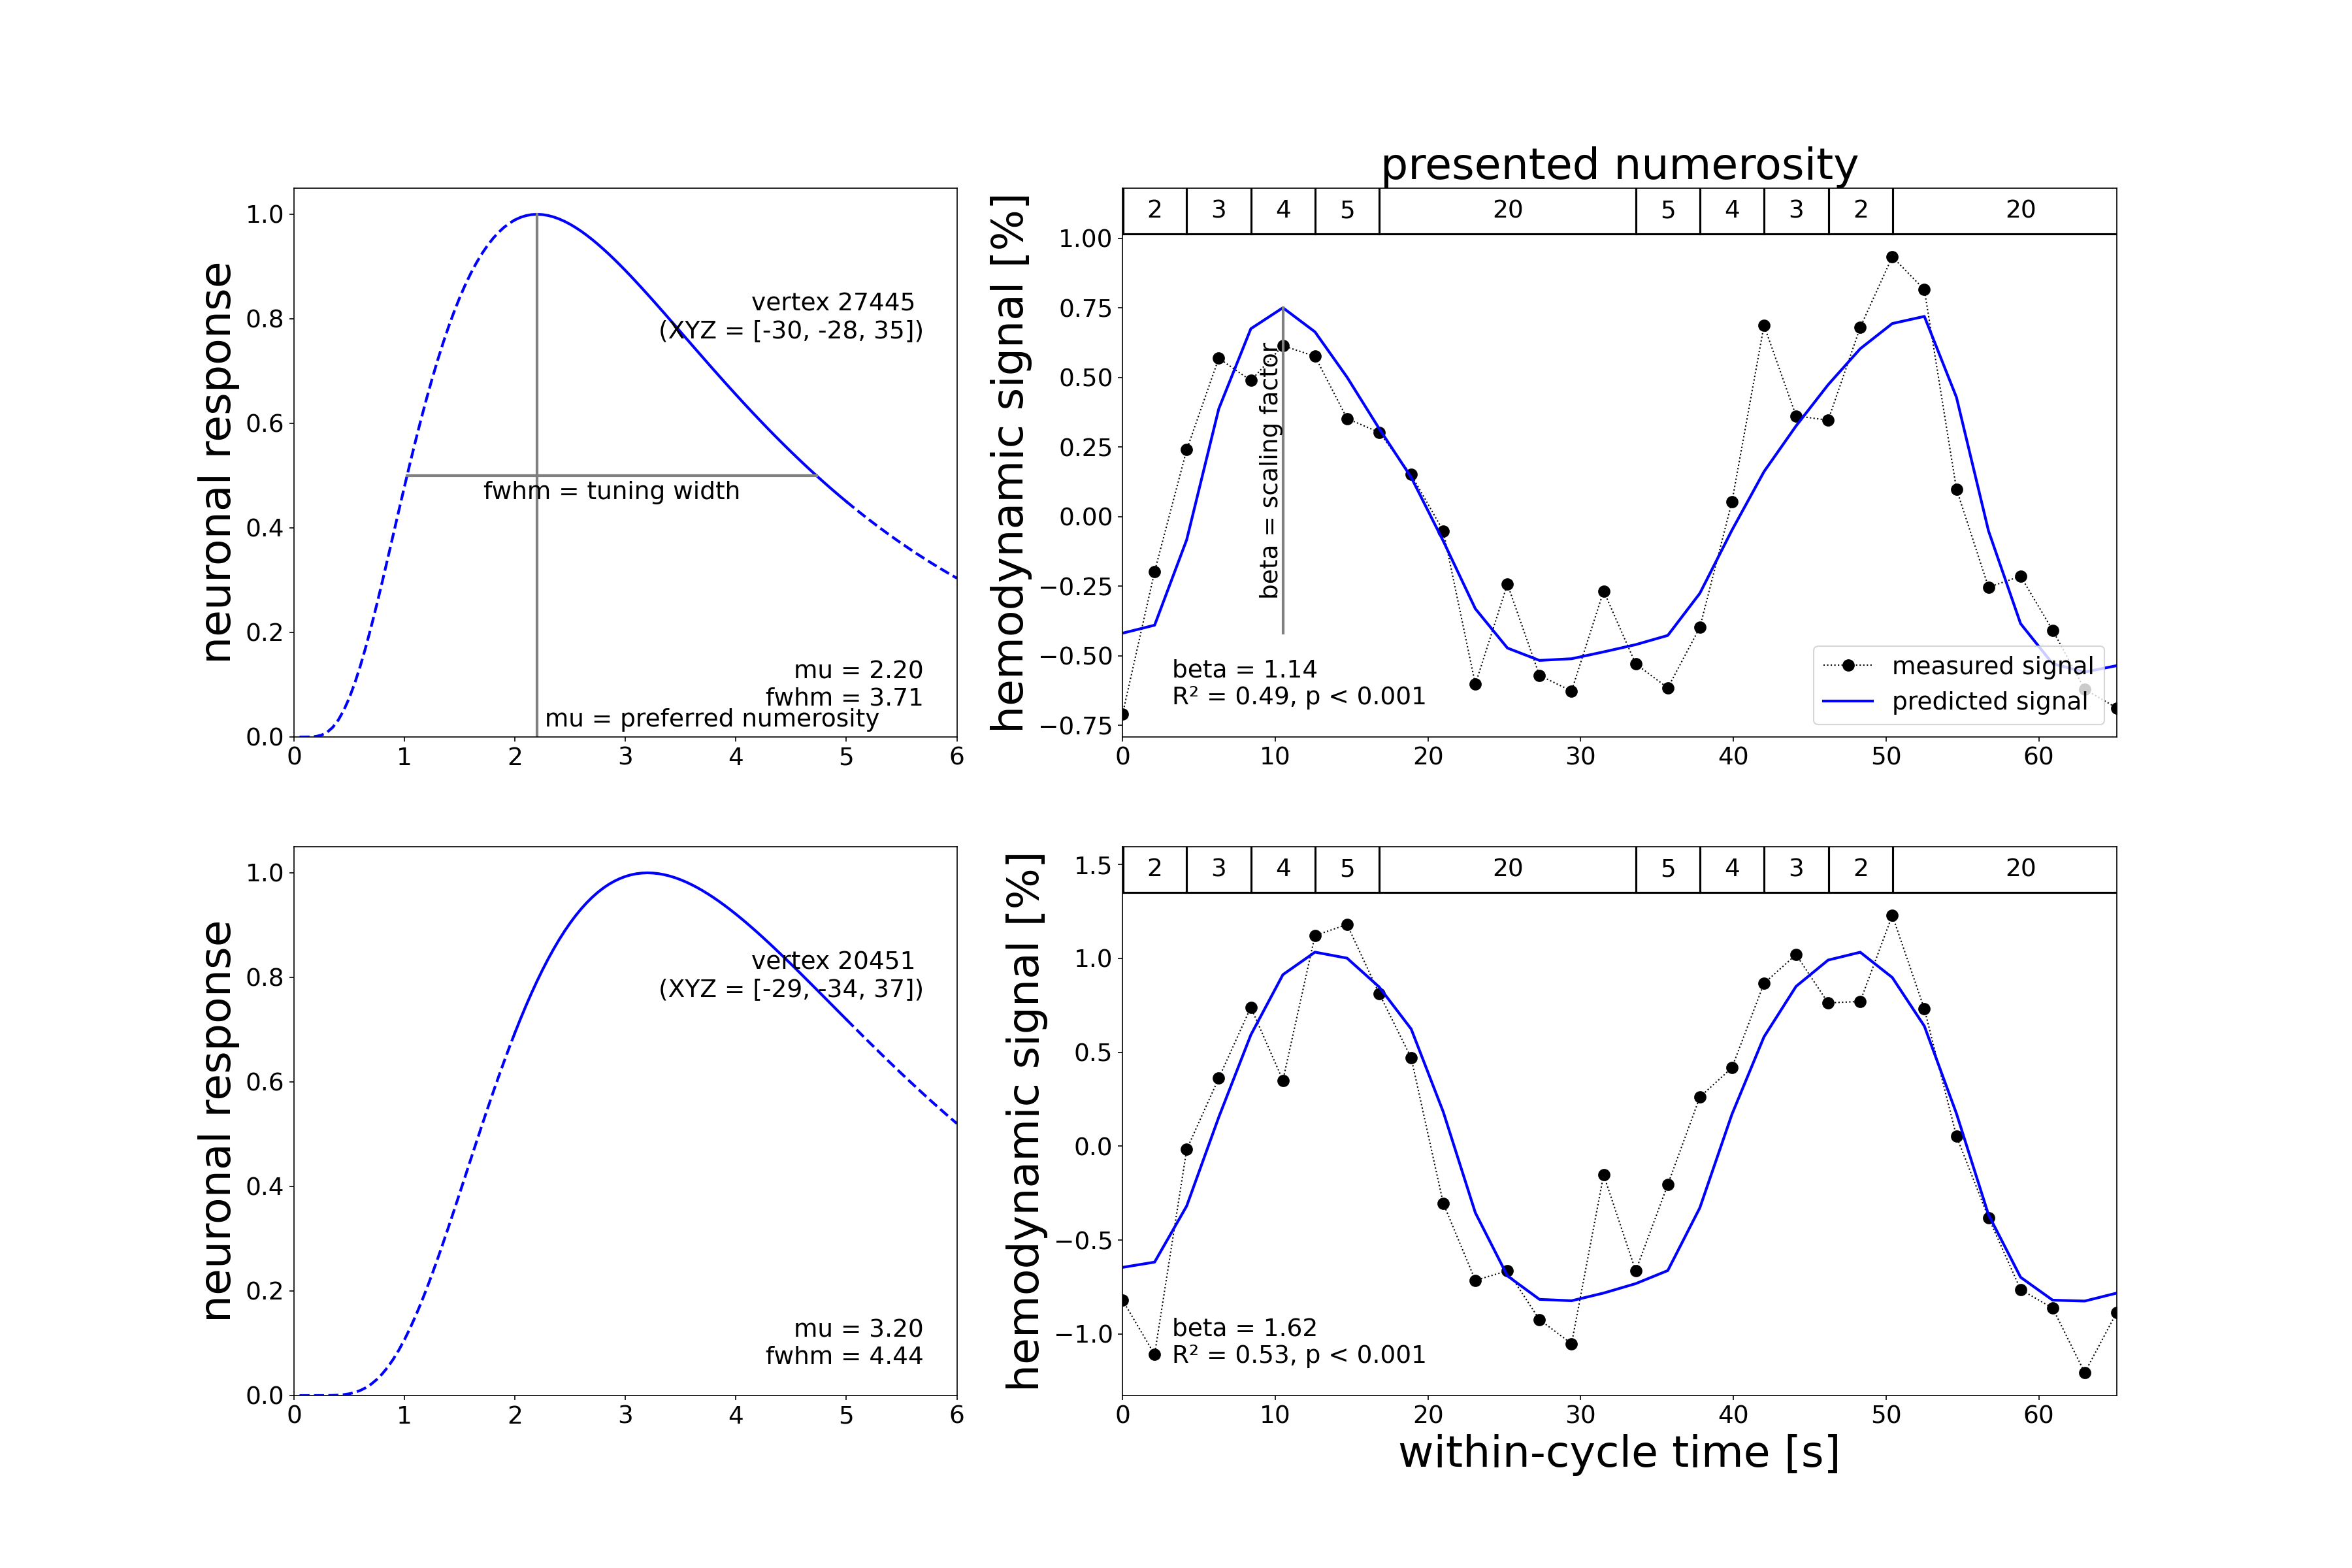 presented numerosity
neuronal response
1.0
0.8
0.6
0.4
0.2
0.0
0 1 2 3 4 5 6
vertex 27445
(XYZ = [-30, -28, 35])
fwhm = tuning width
mu = 2.20
fwhm = 3.71
mu = preferred numerosity
hemodynamic signal [%]
2 3 4 5 20 5 4 3 2 20
1.00
0.75
0.50
0.25
0.00
−0.25
−0.50
−0.75
0 10 20 30 40 50 60
beta = scaling factor
beta = 1.14
R² = 0.49, p < 0.001
measured signal
predicted signal
neuronal response
1.0
0.8
0.6
0.4
0.2
0.0
0 1 2 3 4 5 6
vertex 20451
(XYZ = [-29, -34, 37])
mu = 3.20
fwhm = 4.44
hemodynamic signal [%]
2 3 4 5 20 5 4 3 2 20
1.5
1.0
0.5
0.0
−0.5
−1.0
0 10 20 30 40 50 60
beta = 1.62
R² = 0.53, p < 0.001
within-cycle time [s]